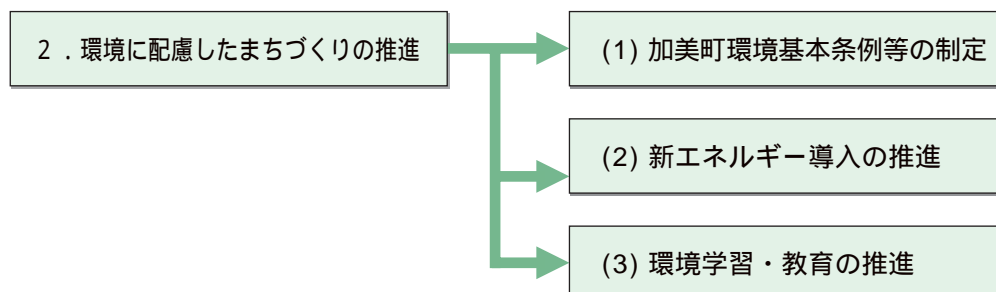 2．環境に配慮したまちづくりの推進
(1) 加美町環境基本条例等の制定
(2) 新エネルギー導入の推進
(3) 環境学習・教育の推進